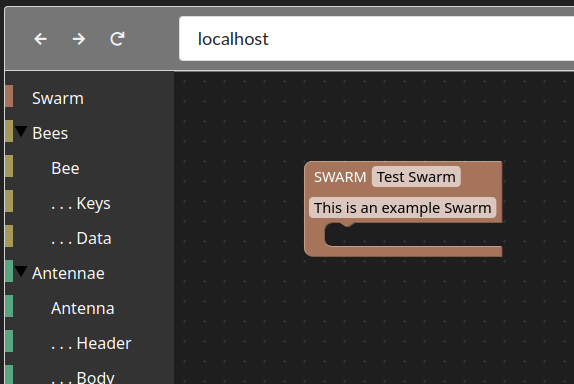 localhost
Swarm
Bees
Bee
. . . Keys
. . . Data
Antennae
Antenna
. . . Header
. . . Body
SWARM Test Swarm
This is an example Swarm